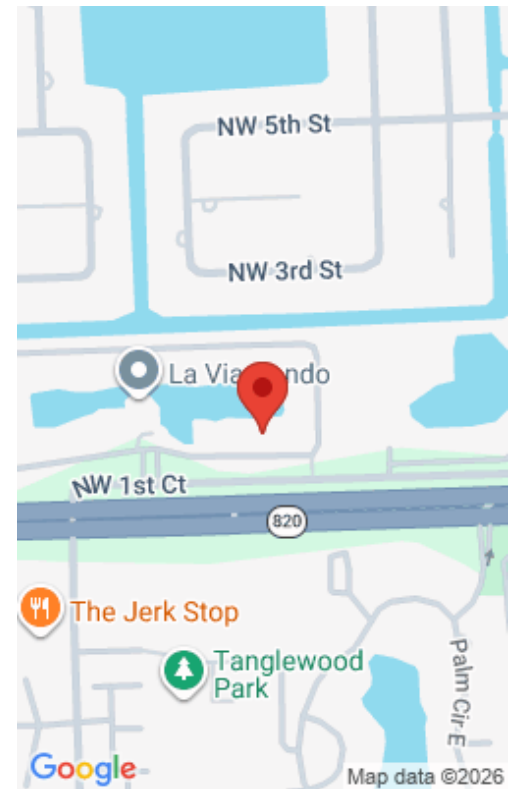 NW 5th St
NW 3rd St
La Via
ndo
NW 1st Ct
820
The Jerk Stop
Tanglewood
Park
Palm Cir E
Google
Map data ©2026